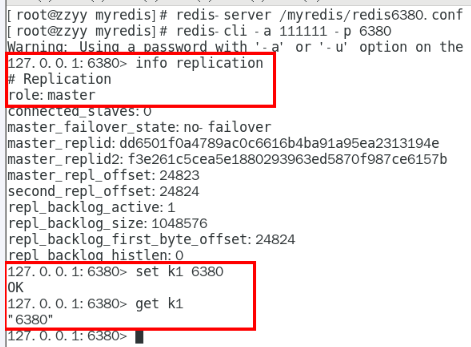 [root@zzyy myredis]# redis-server /myredis/redis6380.conf
[root@zzyy myredis]# redis-cli -a 111111 -p 6380
Warning: Using a password with '-a' or '-u' option on the
127.0.0.1:6380> info replication
# Replication
role:master
connected_slaves:0
master_failover_state:no-failover
master_replid:dd6501f0a4789ac0c6616b4ba91a95ea2313194e
master_replid2:f3e261c5cea5e1880293963ed5870f987ce6157b
master_repl_offset:24823
second_repl_offset:24824
repl_backlog_active:1
repl_backlog_size:1048576
repl_backlog_first_byte_offset:24824
repl_backlog_histlen:0
127.0.0.1:6380> set k1 6380
OK
127.0.0.1:6380> get k1
"6380"
127.0.0.1:6380>